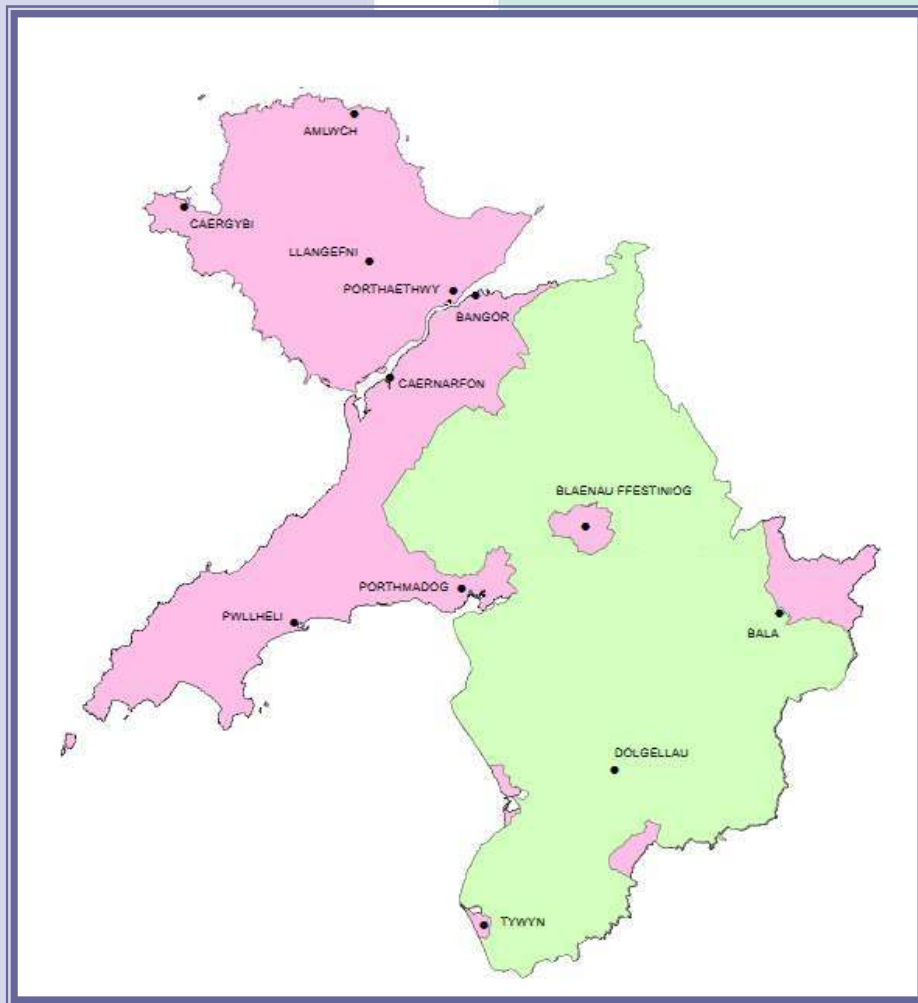 AMLWCH
CAERGYBI
LLANGEFNI
PORTHAETHWY
BANGOR
CAERNARFON
BLAENAU FFESTINIOG
PORTHMADOG
PWLLHELI
BALA
DOLGELLAU
TYWYN